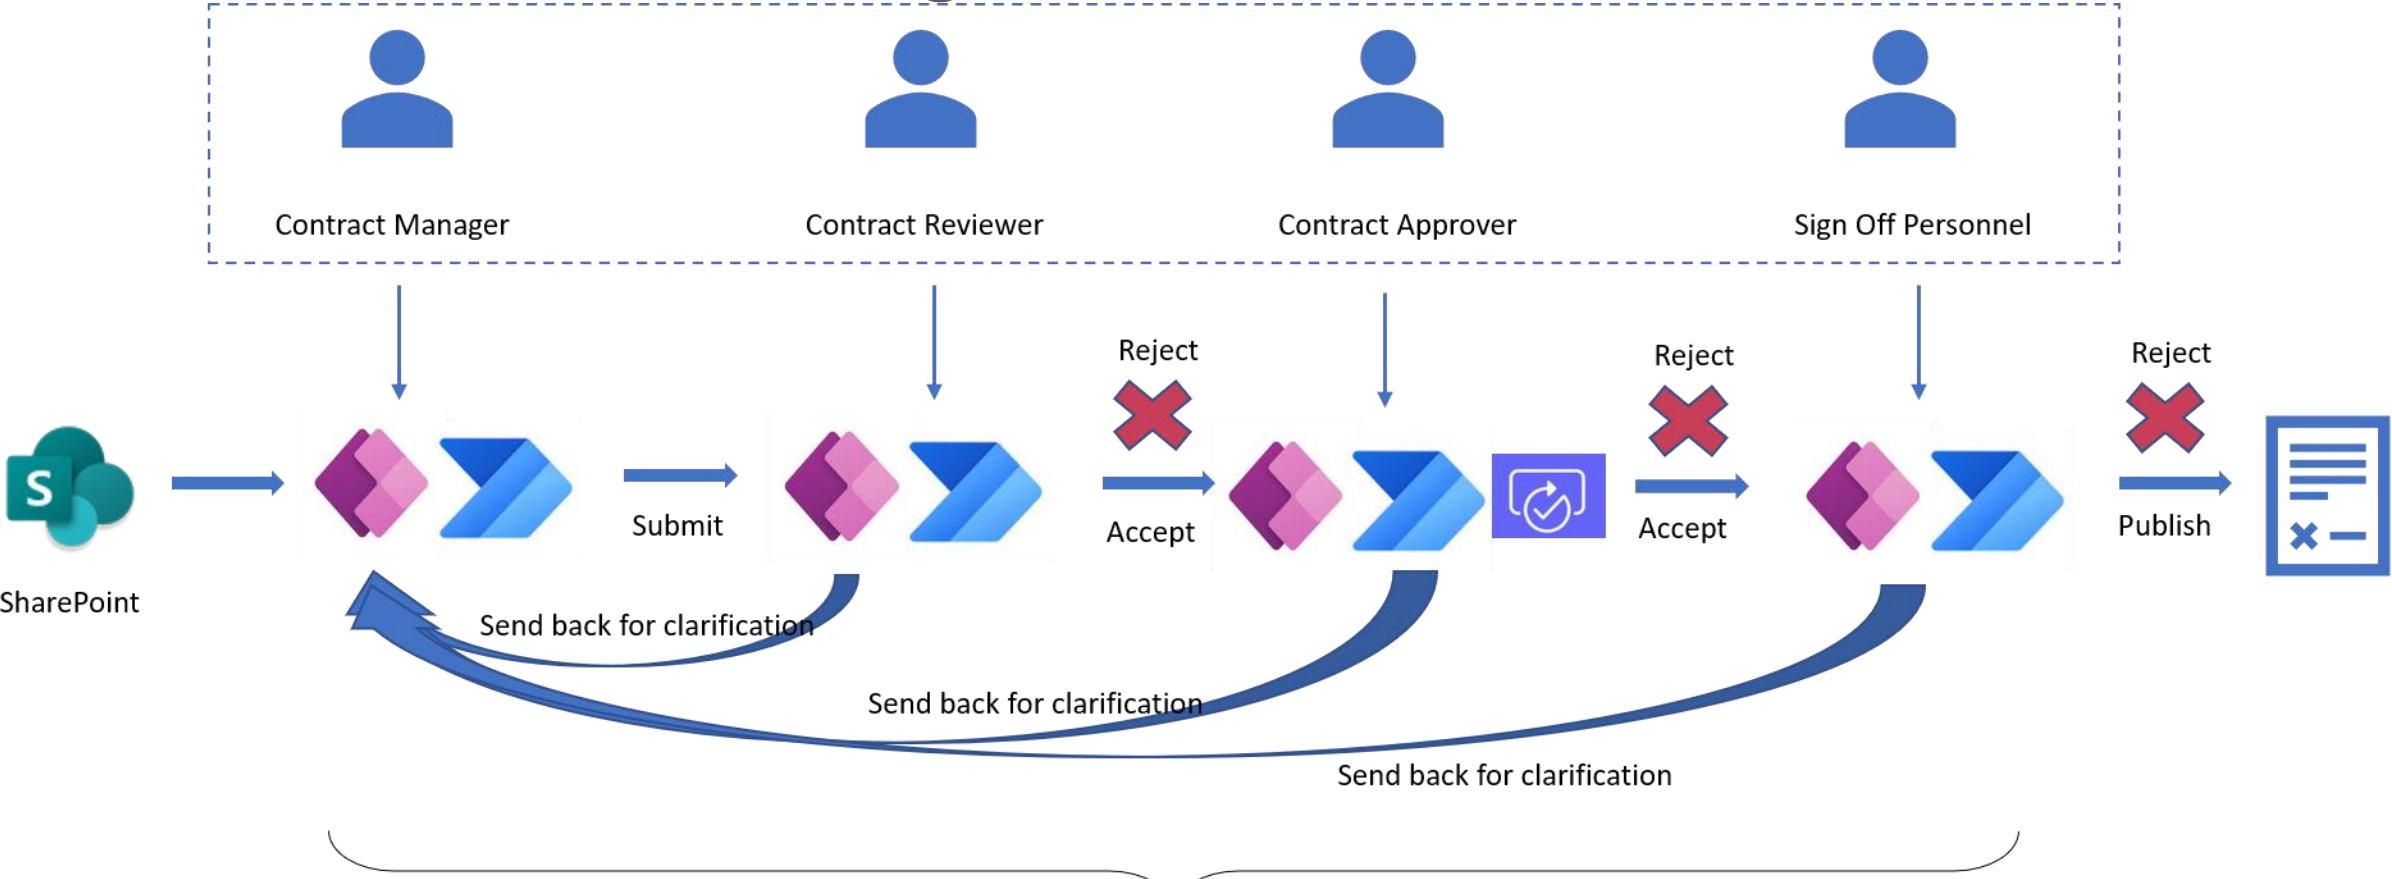 Contract Manager
Contract Reviewer
Contract Approver
Sign Off Personnel
Reject
Reject
Reject
S
Submit
Accept
Accept
Publish
SharePoint
Send back for clarification
Send back for clarification
Send back for clarification